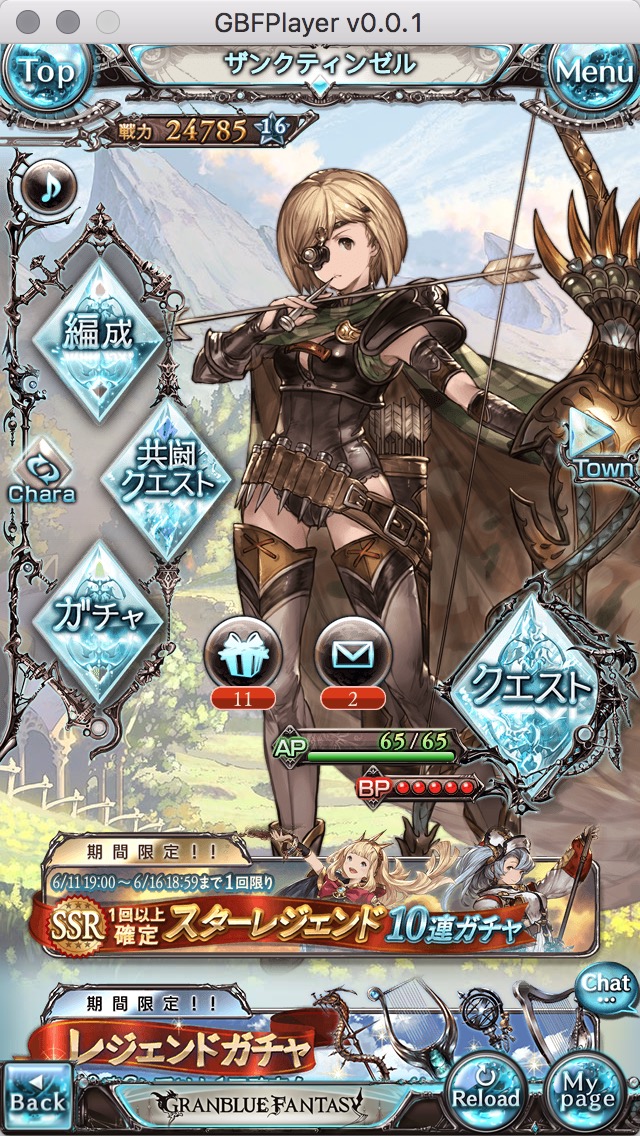 GBFPlayer v0.0.1
Top
ザンクティンゼル
Menu
戦力 24785 16
編成
共闘
クエスト
Town
Chara
ガチャ
クエスト
11
2
AP 65/65
BP
期間限定!!
6/11 19:00～6/16 18:59まで1回限り
SSR 1回以上
確定 スターレジェンド10連ガチャ
Chat
期間限定!!
レジェンドガチャ
Back
GRANBLUE FANTASY
Reload
My
page